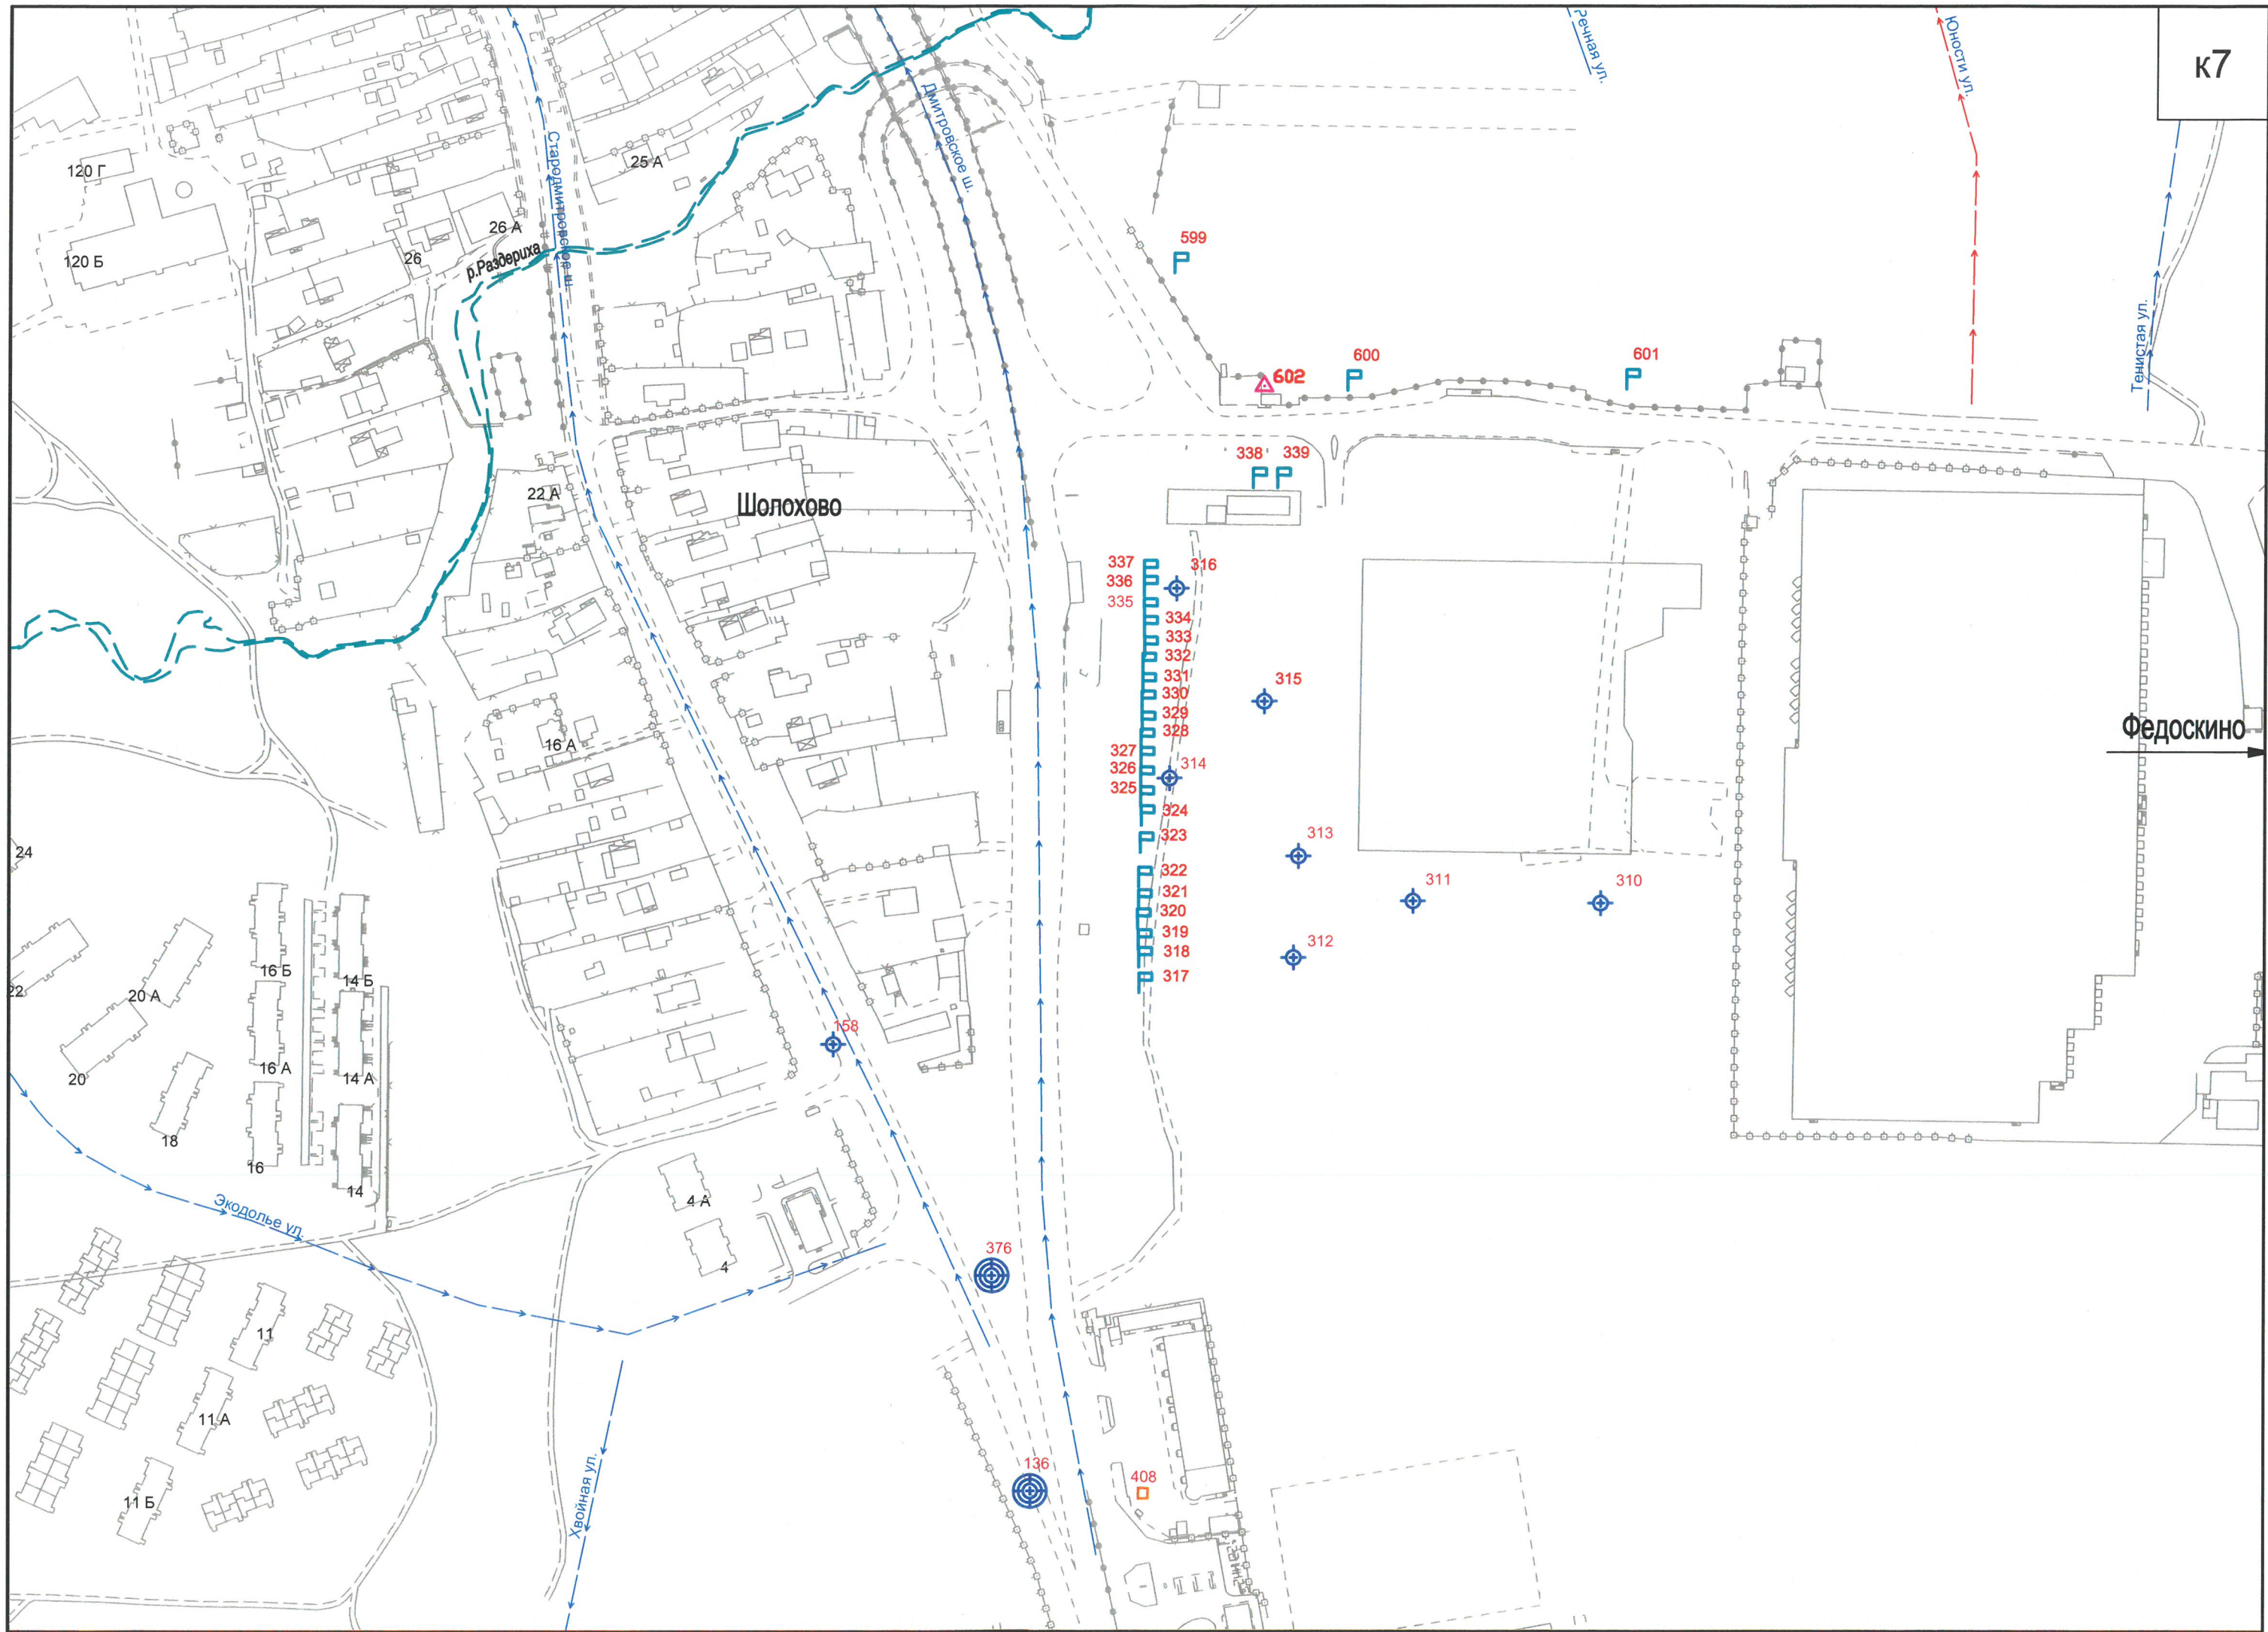 к7
Речная ул.
Юности ул.
Дмитровское ш.
Стародмитровское ш.
120 Г
25 А
26 А
599
120 Б
26
р.Раздериха
Тенистая ул.
600
601
602
338
339
22 А
Шолохово
337
316
336
335
334
333
332
331
315
330
329
328
Федоскино
16 А
327
314
326
325
324
323
313
24
322
311
310
321
320
319
312
318
317
16 Б
14 Б
22
20 А
158
16 А
14 А
20
18
16
14
4 А
Экодолье ул.
376
4
11
11 А
136
408
Хвойная ул.
11 Б